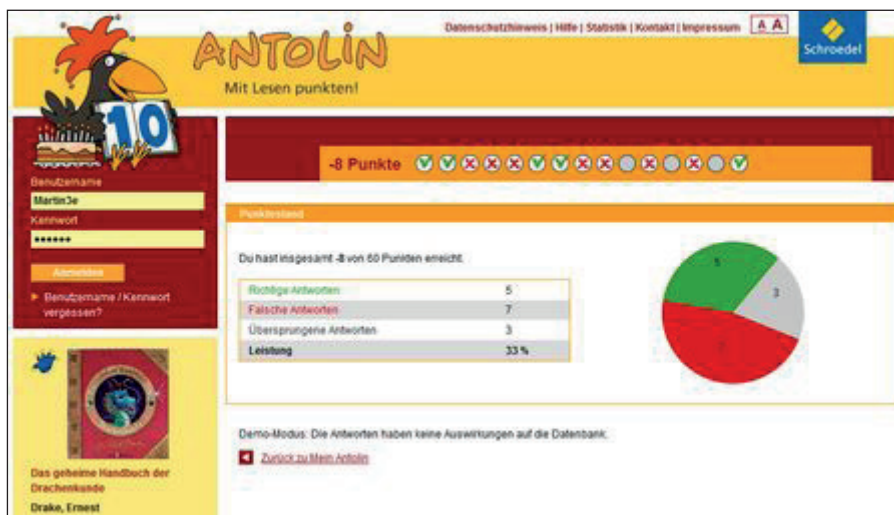 Datenschutzhinweis | Hilfe | Statistik | Kontakt | Impressum A A
Schroedel
ANTOLIN
Mit Lesen punkten!
10
-8 Punkte
Benutzername
Martin3e
Kennwort
••••••
Anmelden
Benutzername / Kennwort
vergessen?
Punktestand
Du hast insgesamt -8 von 60 Punkten erreicht.
Richtige Antworten 5
Falsche Antworten 7
Übersprungene Antworten 3
Leistung 33 %
5
3
7
Demo-Modus: Die Antworten haben keine Auswirkungen auf die Datenbank.
Zurück zu Mein Antolin
Das geheime Handbuch der
Drachenkunde
Drake, Ernest